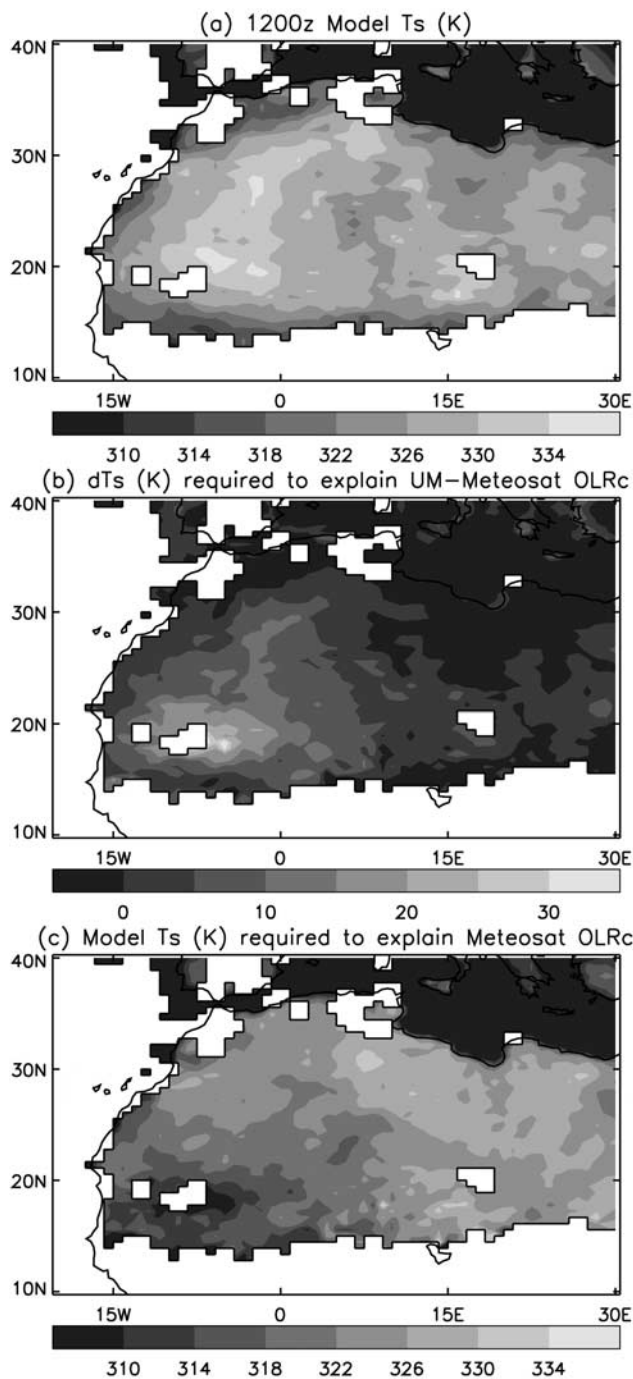 (a) 1200z Model Ts (K)
40N
30N
20N
10N
15W 0 15E 30E
310 314 318 322 326 330 334
(b) dTs (K) required to explain UM-Meteosat OLRc
40N
30N
20N
10N
15W 0 15E 30E
0 10 20 30
(c) Model Ts (K) required to explain Meteosat OLRc
40N
30N
20N
10N
15W 0 15E 30E
310 314 318 322 326 330 334